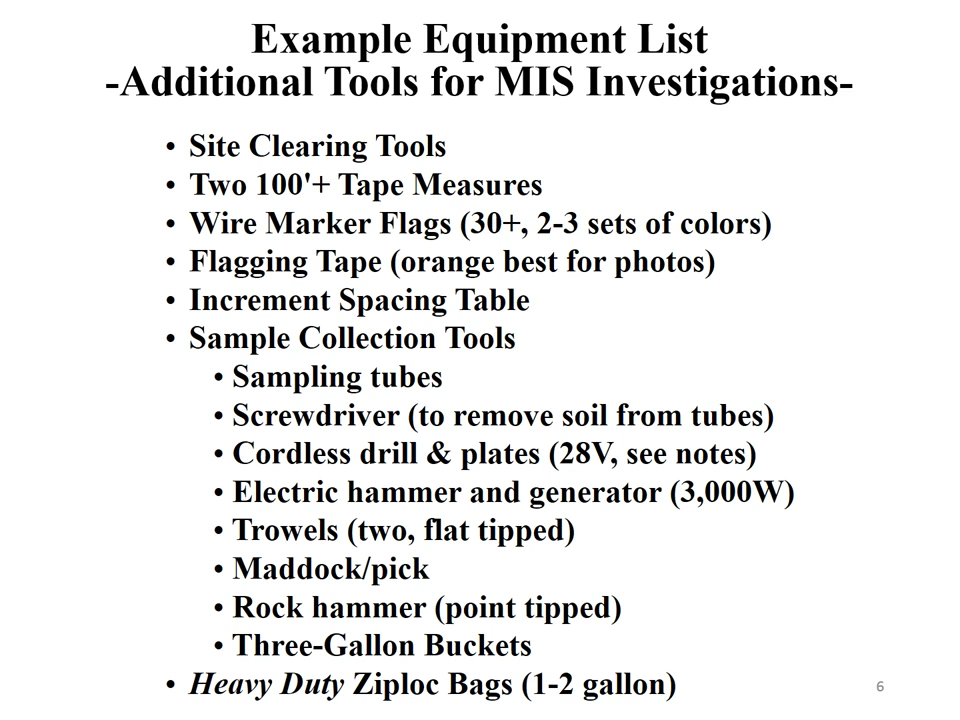 Example Equipment List
-Additional Tools for MIS Investigations-
• Site Clearing Tools
• Two 100'+ Tape Measures
• Wire Marker Flags (30+, 2-3 sets of colors)
• Flagging Tape (orange best for photos)
• Increment Spacing Table
• Sample Collection Tools
• Sampling tubes
• Screwdriver (to remove soil from tubes)
• Cordless drill & plates (28V, see notes)
• Electric hammer and generator (3,000W)
• Trowels (two, flat tipped)
• Maddock/pick
• Rock hammer (point tipped)
• Three-Gallon Buckets
• Heavy Duty Ziploc Bags (1-2 gallon)
6